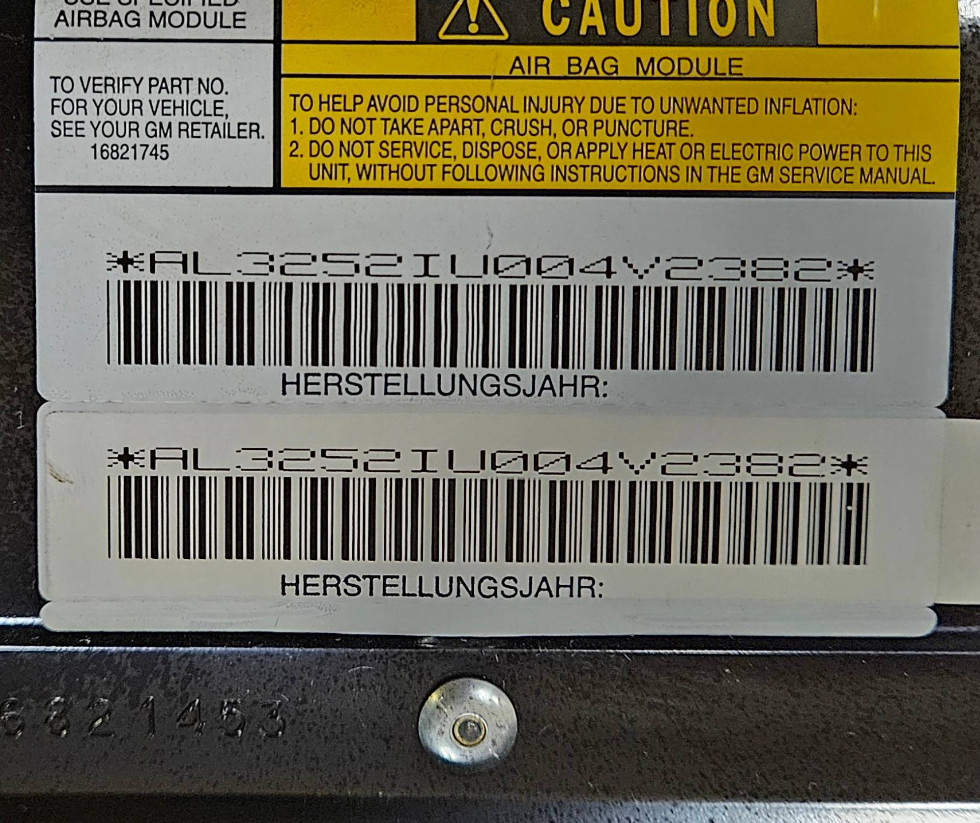 USE SPECIFIED
AIRBAG MODULE
TO VERIFY PART NO.
FOR YOUR VEHICLE,
SEE YOUR GM RETAILER.
16821745
CAUTION
AIR BAG MODULE
TO HELP AVOID PERSONAL INJURY DUE TO UNWANTED INFLATION:
1. DO NOT TAKE APART, CRUSH, OR PUNCTURE.
2. DO NOT SERVICE, DISPOSE, OR APPLY HEAT OR ELECTRIC POWER TO THIS
UNIT, WITHOUT FOLLOWING INSTRUCTIONS IN THE GM SERVICE MANUAL.
*AL3252IU004V2382*
HERSTELLUNGSJAHR:
*AL3252IU004V2382*
HERSTELLUNGSJAHR:
6821453